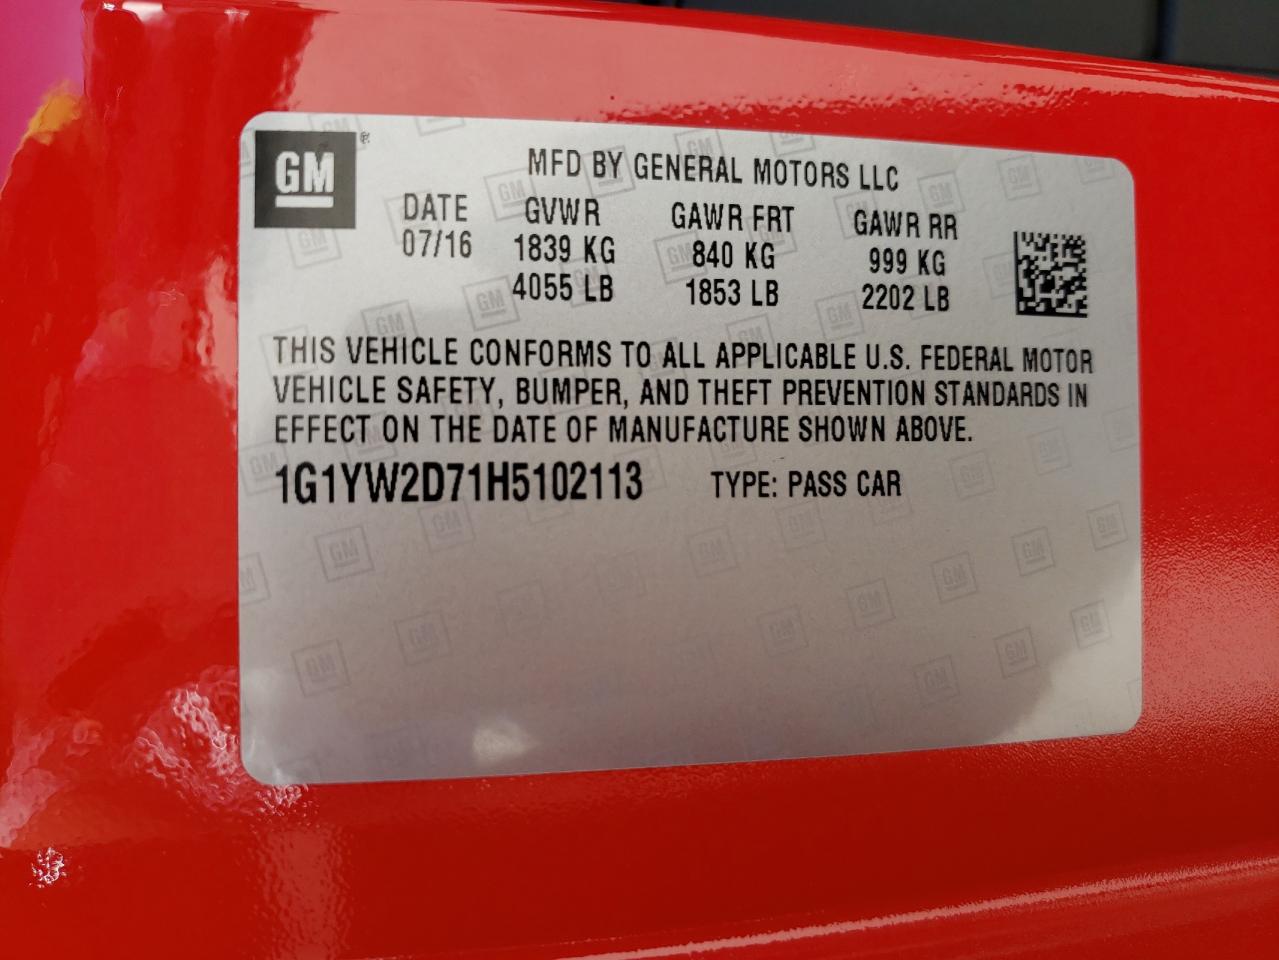 GM ®
MFD BY GENERAL MOTORS LLC
DATE GVWR GAWR FRT GAWR RR
07/16 1839 KG 840 KG 999 KG
4055 LB 1853 LB 2202 LB
THIS VEHICLE CONFORMS TO ALL APPLICABLE U.S. FEDERAL MOTOR
VEHICLE SAFETY, BUMPER, AND THEFT PREVENTION STANDARDS IN
EFFECT ON THE DATE OF MANUFACTURE SHOWN ABOVE.
1G1YW2D71H5102113 TYPE: PASS CAR